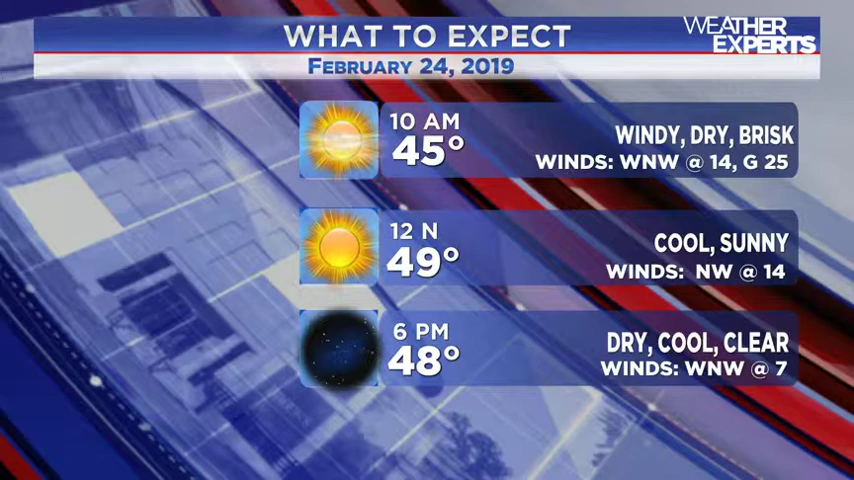 WHAT TO EXPECT
WEATHER
EXPERTS
FEBRUARY 24, 2019
10 AM
45°
WINDY, DRY, BRISK
WINDS: WNW @ 14, G 25
12 N
49°
COOL, SUNNY
WINDS: NW @ 14
6 PM
48°
DRY, COOL, CLEAR
WINDS: WNW @ 7